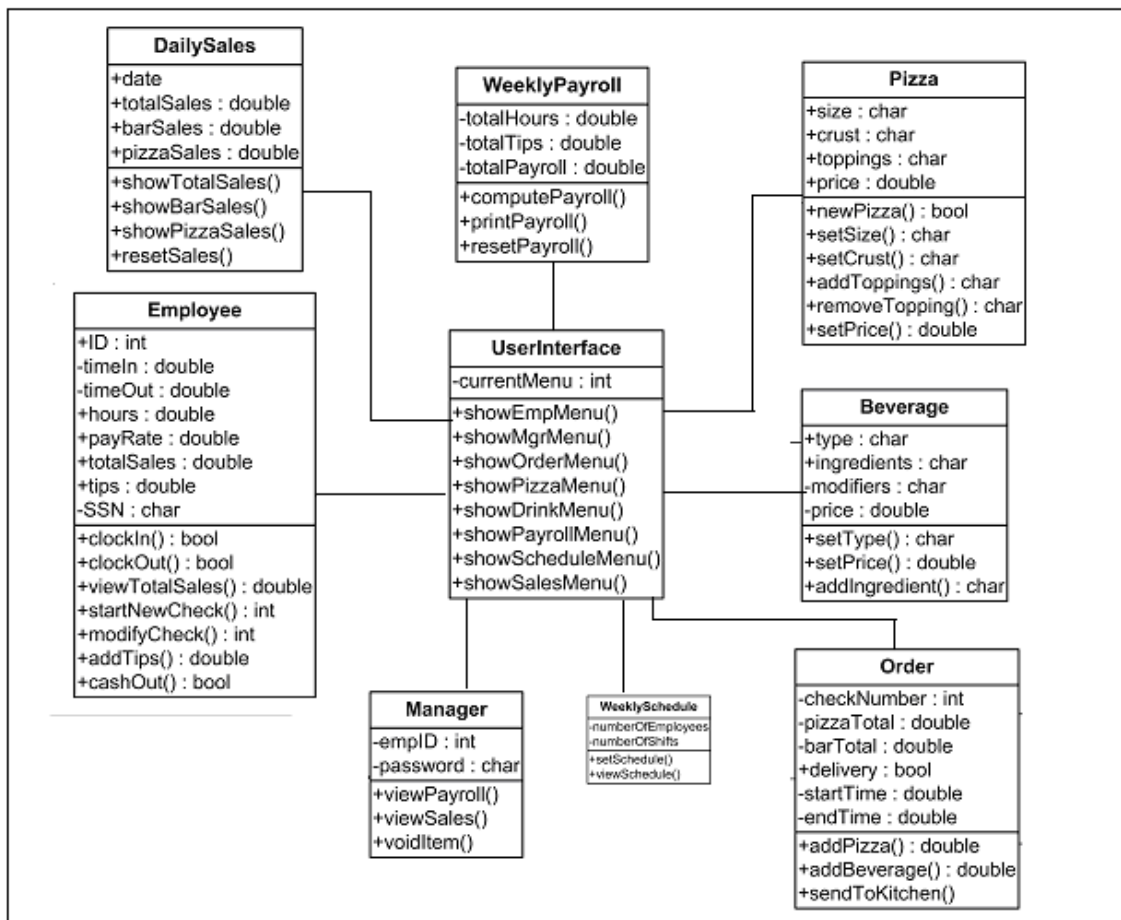 DailySales
+date
+totalSales : double
+barSales : double
+pizzaSales : double
+showTotalSales()
+showBarSales()
+showPizzaSales()
+resetSales()
WeeklyPayroll
-totalHours : double
-totalTips : double
-totalPayroll : double
+computePayroll()
+printPayroll()
+resetPayroll()
Pizza
+size : char
+crust : char
+toppings : char
+price : double
+newPizza() : bool
+setSize() : char
+setCrust() : char
+addToppings() : char
+removeTopping() : char
+setPrice() : double
Employee
+ID : int
-timeIn : double
-timeOut : double
+hours : double
+payRate : double
+totalSales : double
+tips : double
-SSN : char
+clockIn() : bool
+clockOut() : bool
+viewTotalSales() : double
+startNewCheck() : int
+modifyCheck() : int
+addTips() : double
+cashOut() : bool
UserInterface
-currentMenu : int
+showEmpMenu()
+showMgrMenu()
+showOrderMenu()
+showPizzaMenu()
+showDrinkMenu()
+showPayrollMenu()
+showScheduleMenu()
+showSalesMenu()
Beverage
+type : char
+ingredients : char
-modifiers : char
-price : double
+setType() : char
+setPrice() : double
+addIngredient() : char
Manager
-empID : int
-password : char
+viewPayroll()
+viewSales()
+voidItem()
WeeklySchedule
-numberOfEmployees
-numberOfShifts
+setSchedule()
+viewSchedule()
Order
-checkNumber : int
-pizzaTotal : double
-barTotal : double
+delivery : bool
-startTime : double
-endTime : double
+addPizza() : double
+addBeverage() : double
+sendToKitchen()